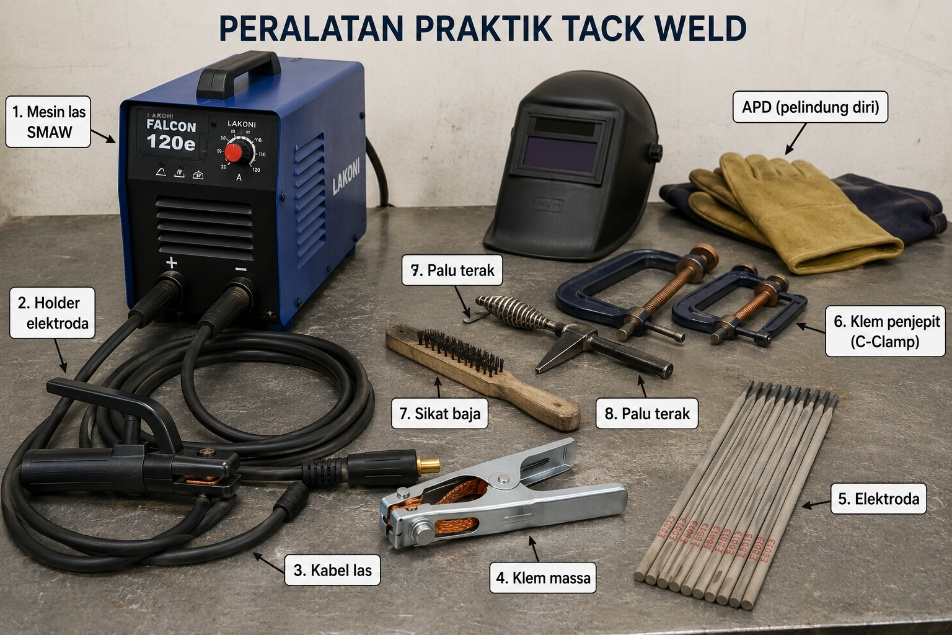 PERALATAN PRAKTIK TACK WELD
1. Mesin las
SMAW
LAKONI
FALCON
120e
LAKONI
A
LAKONI
+
−
APD (pelindung diri)
2. Holder
elektroda
7. Palu terak
6. Klem penjepit
(C-Clamp)
7. Sikat baja
8. Palu terak
5. Elektroda
3. Kabel las
4. Klem massa